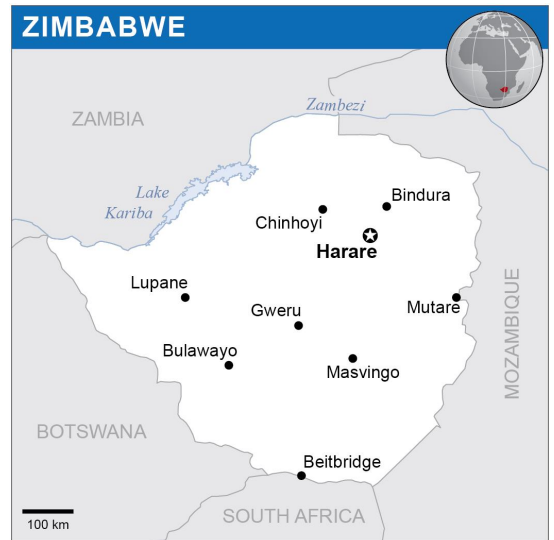 ZIMBABWE
Zambezi
ZAMBIA
Lake
Kariba
Bindura
Chinhoyi
Harare
Lupane
Gweru
Mutare
MOZAMBIQUE
Bulawayo
Masvingo
BOTSWANA
Beitbridge
SOUTH AFRICA
100 km